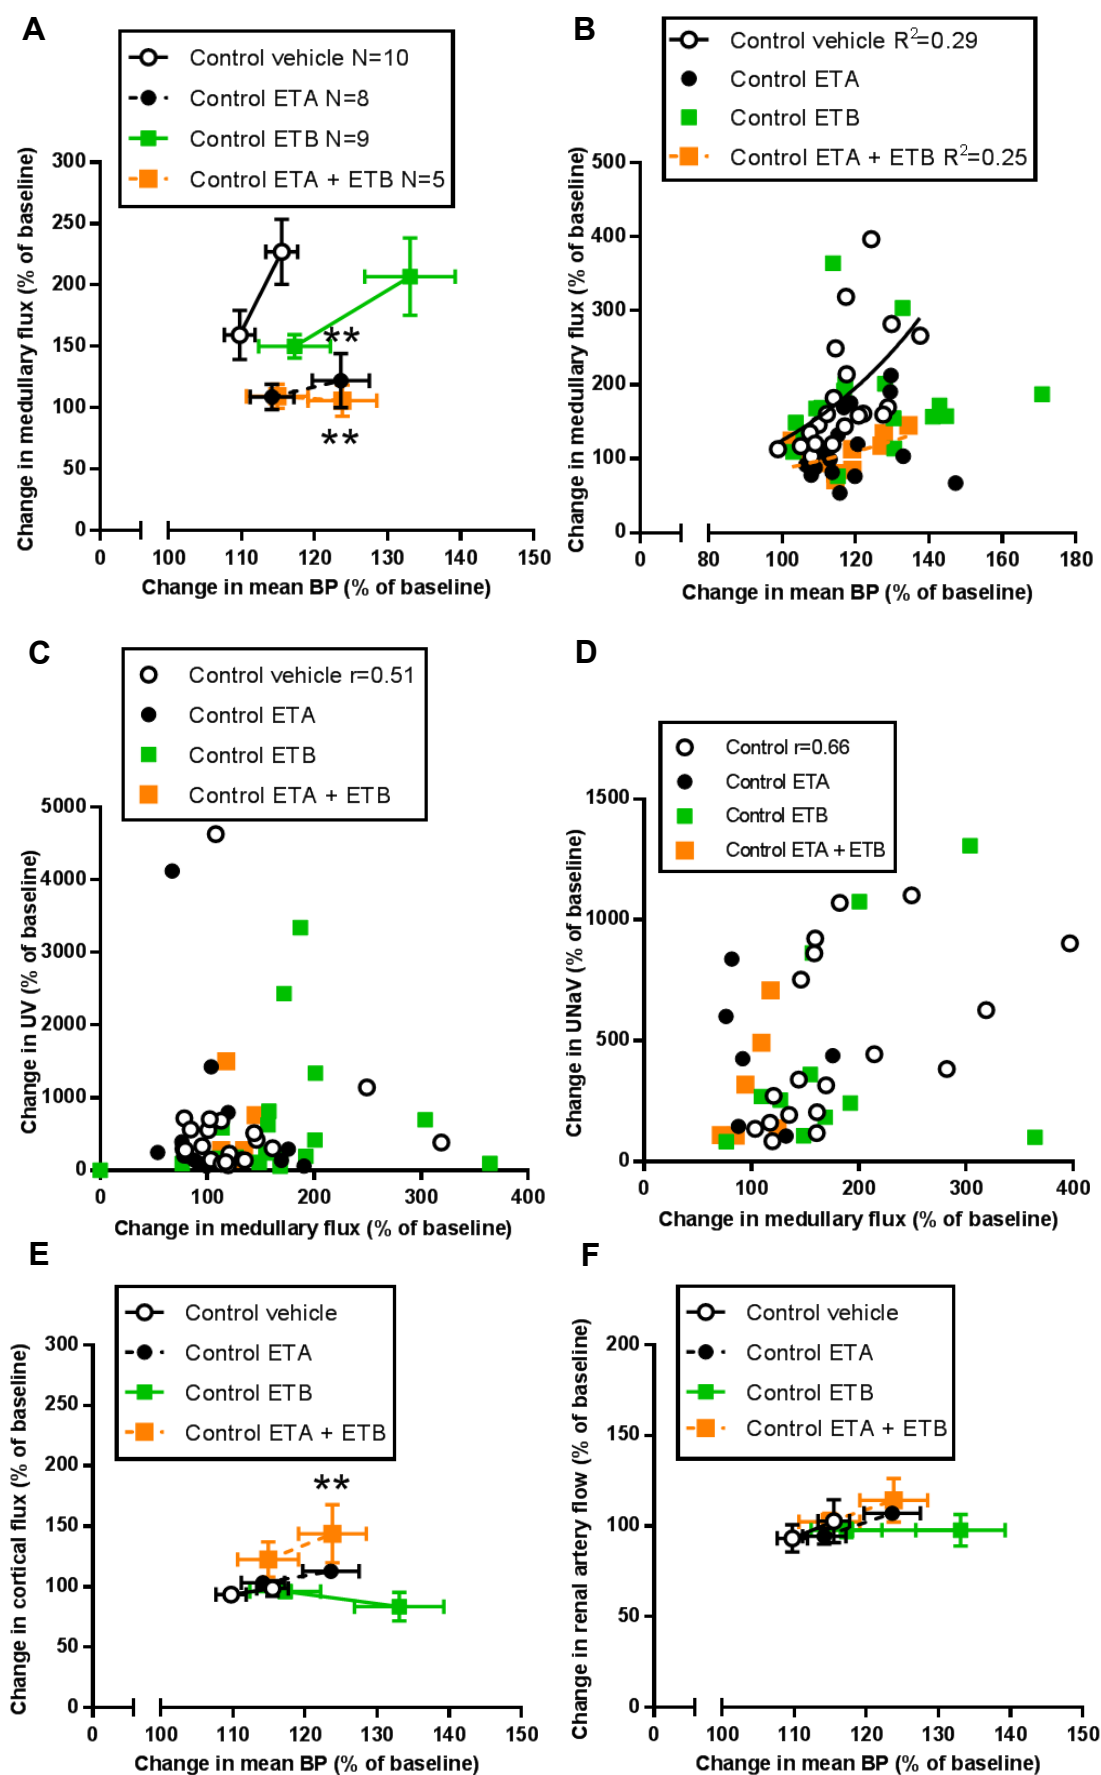 A
Control vehicle N=10
Control ETA N=8
Control ETB N=9
Control ETA + ETB N=5
300
250
200
150
100
50
0
**
**
0 100 110 120 130 140 150
Change in medullary flux (% of baseline)
Change in mean BP (% of baseline)
B
Control vehicle R²=0.29
Control ETA
Control ETB
Control ETA + ETB R²=0.25
500
400
300
200
100
0
0 80 100 120 140 160 180
Change in medullary flux (% of baseline)
Change in mean BP (% of baseline)
C
Control vehicle r=0.51
Control ETA
Control ETB
Control ETA + ETB
5000
4000
3000
2000
1000
0
0 100 200 300 400
Change in UV (% of baseline)
Change in medullary flux (% of baseline)
D
Control r=0.66
Control ETA
Control ETB
Control ETA + ETB
1500
1000
500
0
0 100 200 300 400
Change in UNaV (% of baseline)
Change in medullary flux (% of baseline)
E
Control vehicle
Control ETA
Control ETB
Control ETA + ETB
300
250
200
150
100
50
0
**
0 100 110 120 130 140 150
Change in cortical flux (% of baseline)
Change in mean BP (% of baseline)
F
Control vehicle
Control ETA
Control ETB
Control ETA + ETB
200
150
100
50
0
0 100 110 120 130 140 150
Change in renal artery flow (% of baseline)
Change in mean BP (% of baseline)